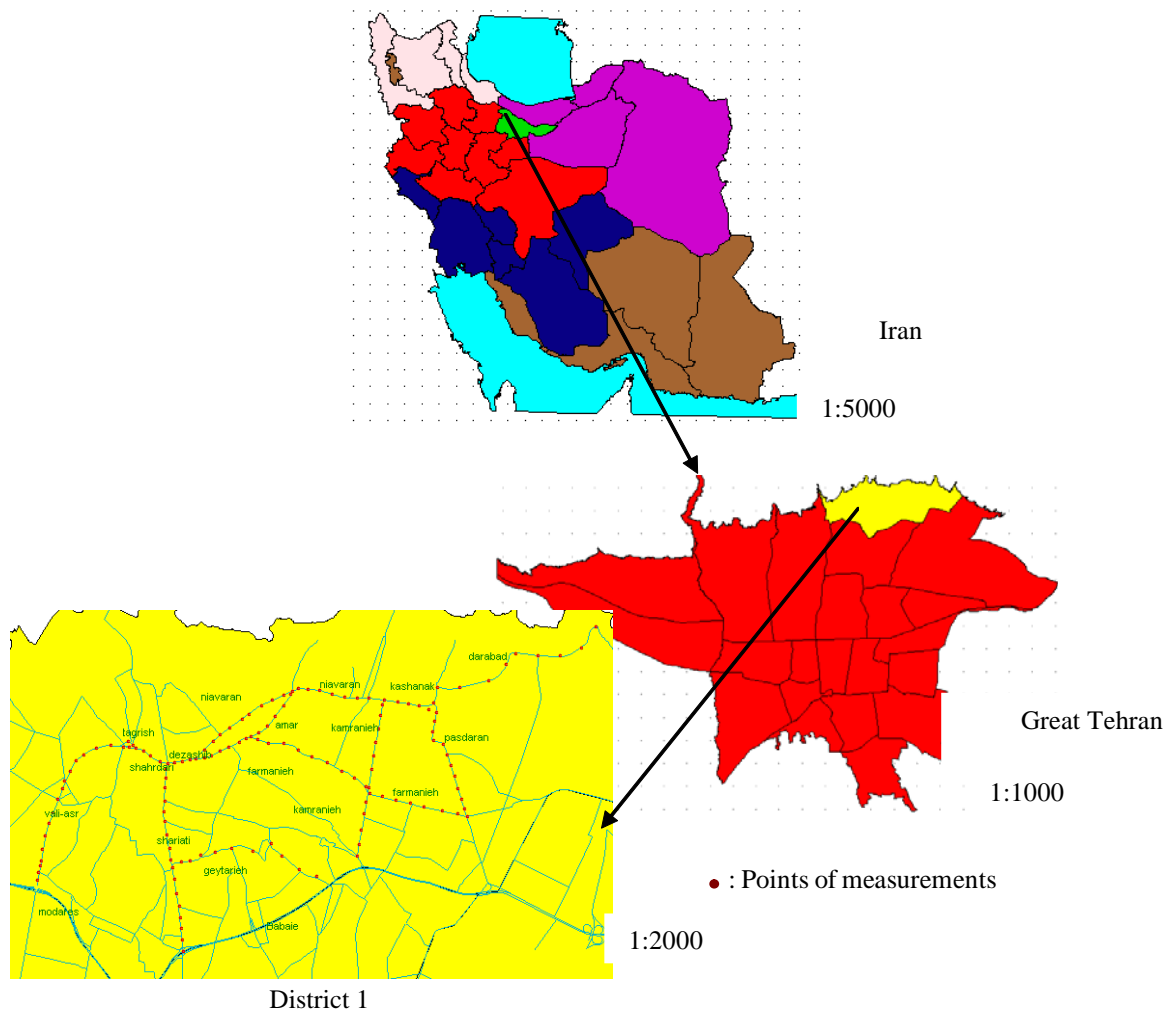 Iran
1:5000
Great Tehran
1:1000
darabad
niavaran
niavaran
kashanak
amar
kamranieh
tagrish
pasdaran
dezashib
shahrdari
farmanieh
farmanieh
kamranieh
vali-asr
shariati
geytarieh
modares
Babaie
: Points of measurements
1:2000
District 1